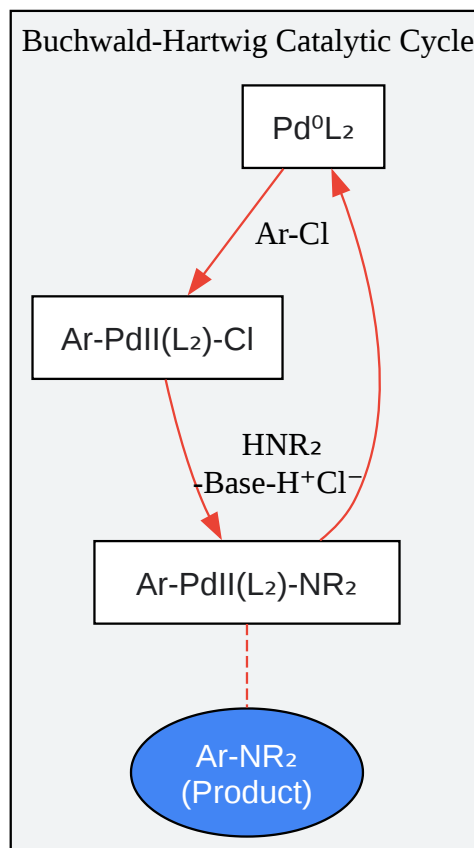 Buchwald-Hartwig Catalytic Cycle
Pd⁰L₂
Ar-Cl
Ar-PdII(L₂)-Cl
HNR₂
-Base-H⁺Cl⁻
Ar-PdII(L₂)-NR₂
Ar-NR₂
(Product)